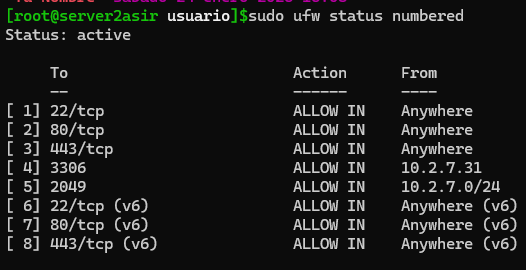 [root@server2asir usuario]$sudo ufw status numbered
Status: active
     To                         Action      From
     --                         ------      ----
[ 1] 22/tcp                     ALLOW IN    Anywhere
[ 2] 80/tcp                     ALLOW IN    Anywhere
[ 3] 443/tcp                    ALLOW IN    Anywhere
[ 4] 3306                       ALLOW IN    10.2.7.31
[ 5] 2049                       ALLOW IN    10.2.7.0/24
[ 6] 22/tcp (v6)                ALLOW IN    Anywhere (v6)
[ 7] 80/tcp (v6)                ALLOW IN    Anywhere (v6)
[ 8] 443/tcp (v6)               ALLOW IN    Anywhere (v6)